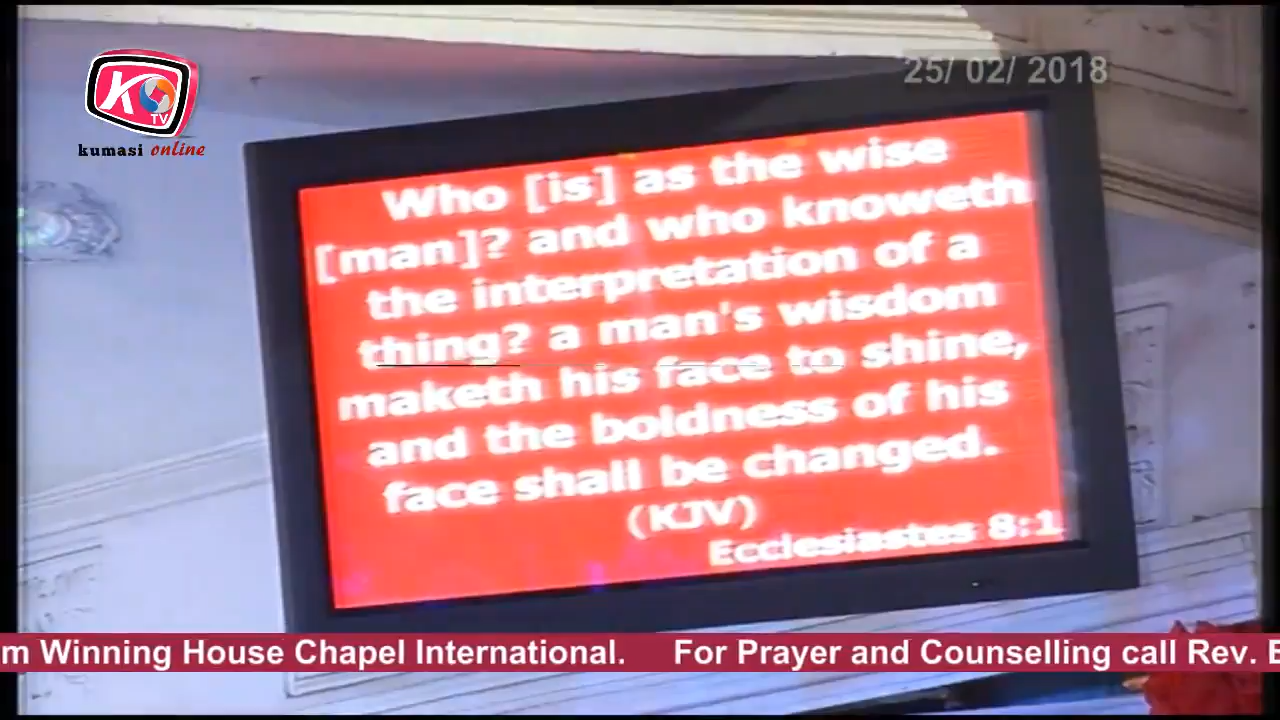 K
TV
kumasi online
25/ 02/ 2018
Who [is] as the wise
[man]? and who knoweth
the interpretation of a
thing? a man's wisdom
maketh his face to shine,
and the boldness of his
face shall be changed.
(KJV)
Ecclesiastes 8:1
m Winning House Chapel International. For Prayer and Counselling call Rev. E